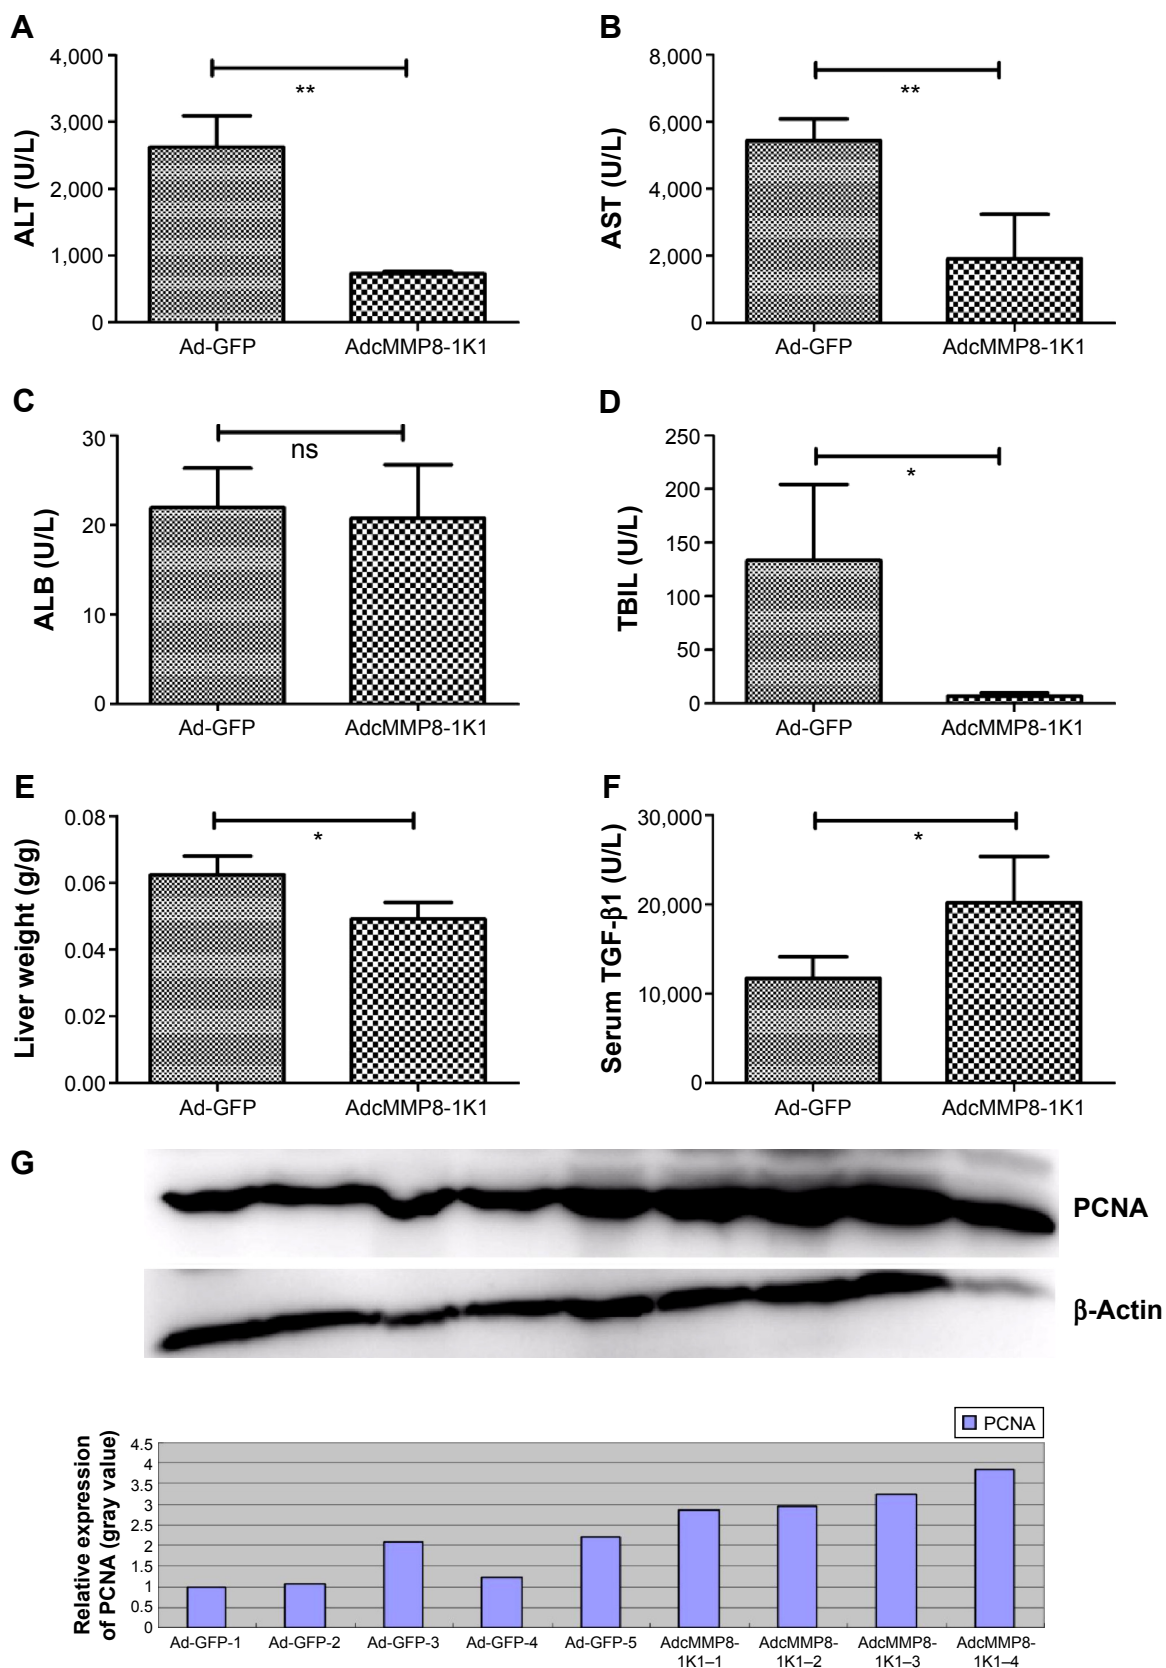 A
ALT (U/L)
4,000
3,000
2,000
1,000
0
**
Ad-GFP
AdcMMP8-1K1
B
AST (U/L)
8,000
6,000
4,000
2,000
0
**
Ad-GFP
AdcMMP8-1K1
C
ALB (U/L)
30
20
10
0
ns
Ad-GFP
AdcMMP8-1K1
D
TBIL (U/L)
250
200
150
100
50
0
*
Ad-GFP
AdcMMP8-1K1
E
Liver weight (g/g)
0.08
0.06
0.04
0.02
0.00
*
Ad-GFP
AdcMMP8-1K1
F
Serum TGF-β1 (U/L)
30,000
20,000
10,000
0
*
Ad-GFP
AdcMMP8-1K1
G
PCNA
β-Actin
PCNA
Relative expression
of PCNA (gray value)
4.5
4
3.5
3
2.5
2
1.5
1
0.5
0
Ad-GFP-1
Ad-GFP-2
Ad-GFP-3
Ad-GFP-4
Ad-GFP-5
AdcMMP8-
1K1–1
AdcMMP8-
1K1–2
AdcMMP8-
1K1–3
AdcMMP8-
1K1–4